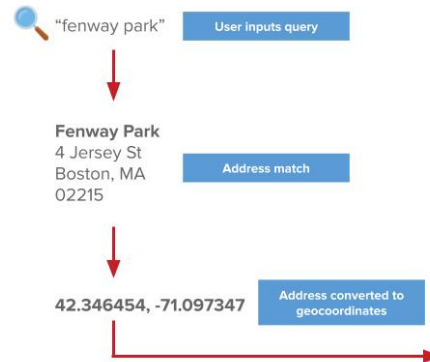 “fenway park”
User inputs query
Fenway Park
4 Jersey St
Boston, MA
02215
Address match
42.346454, -71.097347
Address converted to
geocoordinates